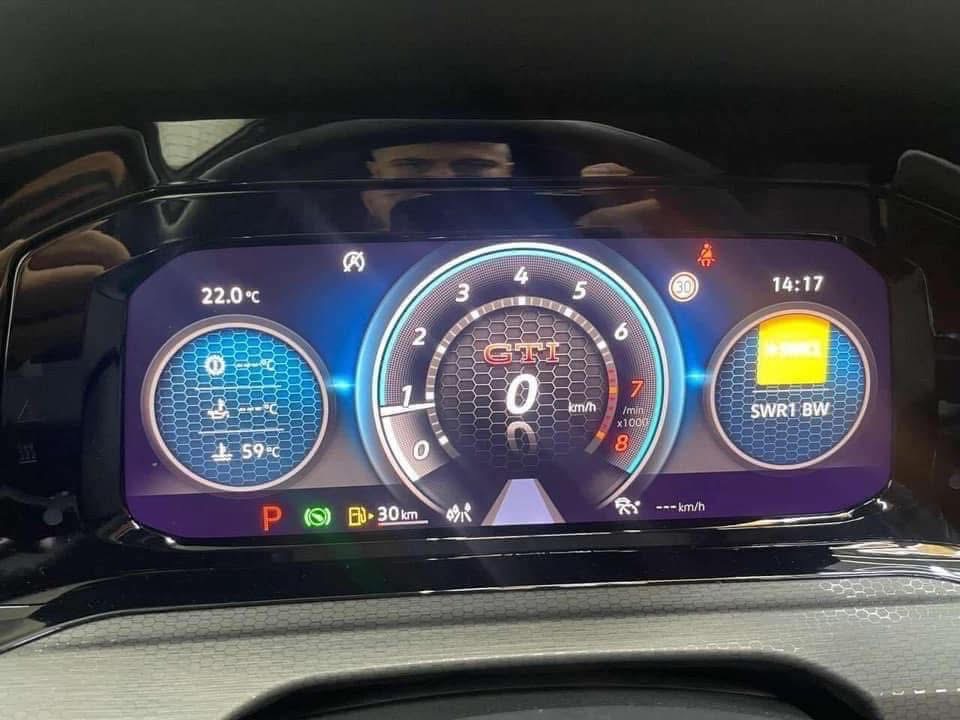 22.0 °C
14:17
30
0
1
2
3
4
5
6
7
8
/min
x1000
GTI
0
km/h
--- °C
--- °C
59 °C
SWR1 BW
P
30 km
--- km/h